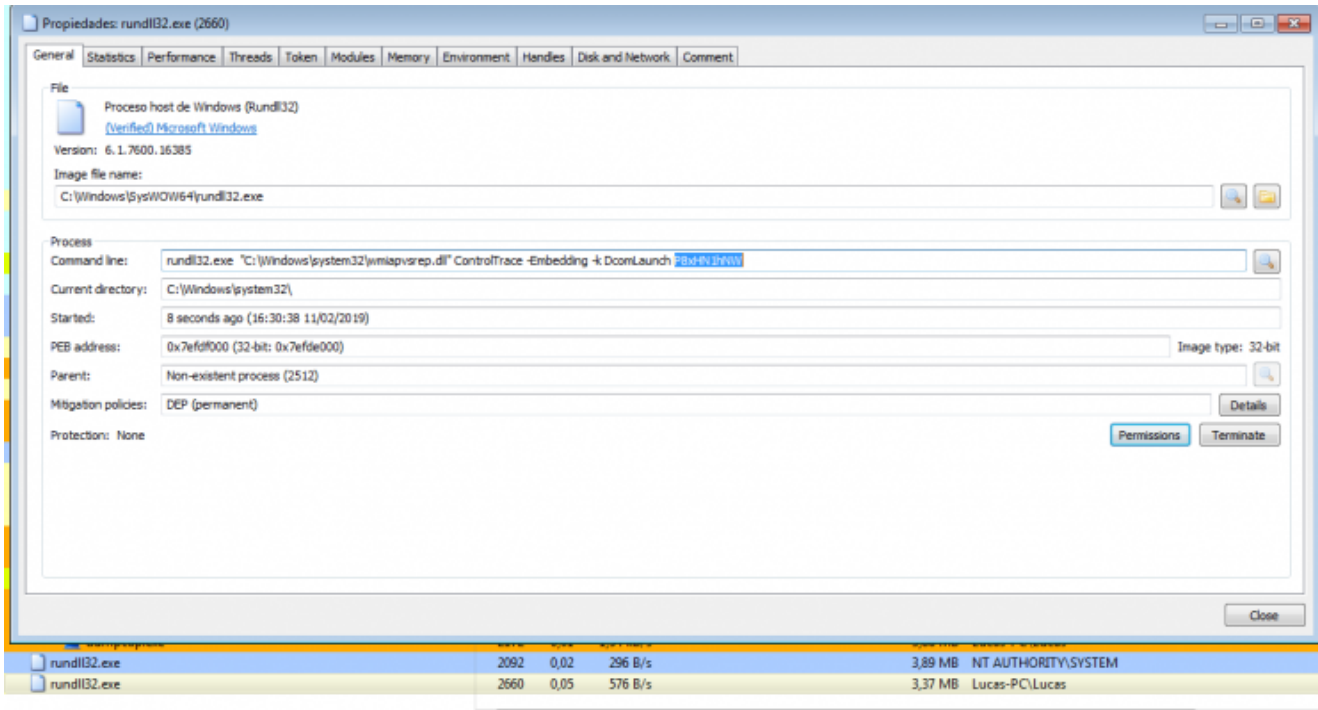 Propiedades: rundll32.exe (2660)
General Statistics Performance Threads Token Modules Memory Environment Handles Disk and Network Comment
File
Proceso host de Windows (Rundll32)
(Verified) Microsoft Windows
Version: 6.1.7600.16385
Image file name:
C:\Windows\SysWOW64\rundll32.exe
Process
Command line: rundll32.exe "C:\Windows\system32\wmiapvsrep.dll" ControlTrace -Embedding -k DcomLaunch
Current directory: C:\Windows\system32\
Started: 8 seconds ago (16:30:38 11/02/2019)
PEB address: 0x7efdf000 (32-bit: 0x7efde000) Image type: 32-bit
Parent: Non-existent process (2512)
Mitigation policies: DEP (permanent) Details
Protection: None Permissions Terminate
Close
rundll32.exe 2092 0,02 296 B/s 3,89 MB NT AUTHORITY\SYSTEM
rundll32.exe 2660 0,05 576 B/s 3,37 MB Lucas-PC\Lucas